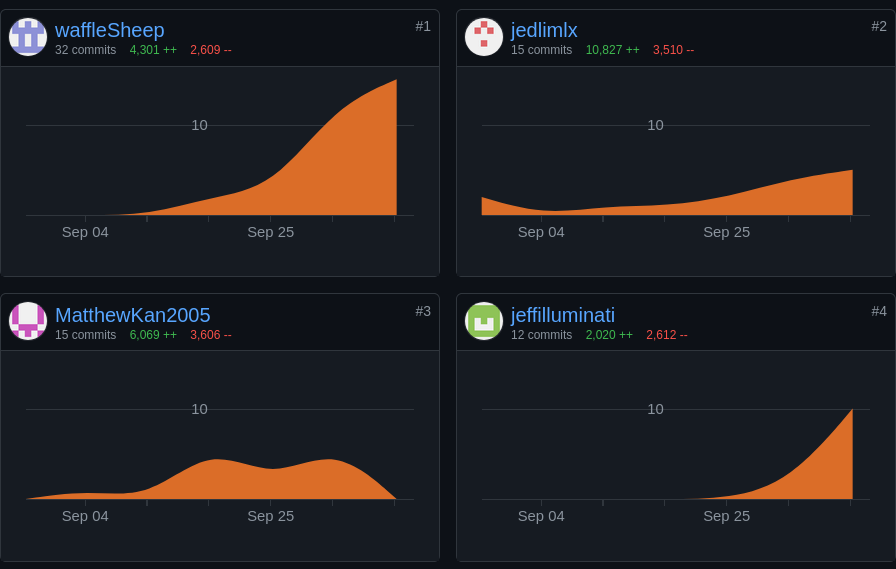 waffleSheep #1
32 commits 4,301 ++ 2,609 --
10
Sep 04 Sep 25
jedlimlx #2
15 commits 10,827 ++ 3,510 --
10
Sep 04 Sep 25
MatthewKan2005 #3
15 commits 6,069 ++ 3,606 --
10
Sep 04 Sep 25
jeffilluminati #4
12 commits 2,020 ++ 2,612 --
10
Sep 04 Sep 25